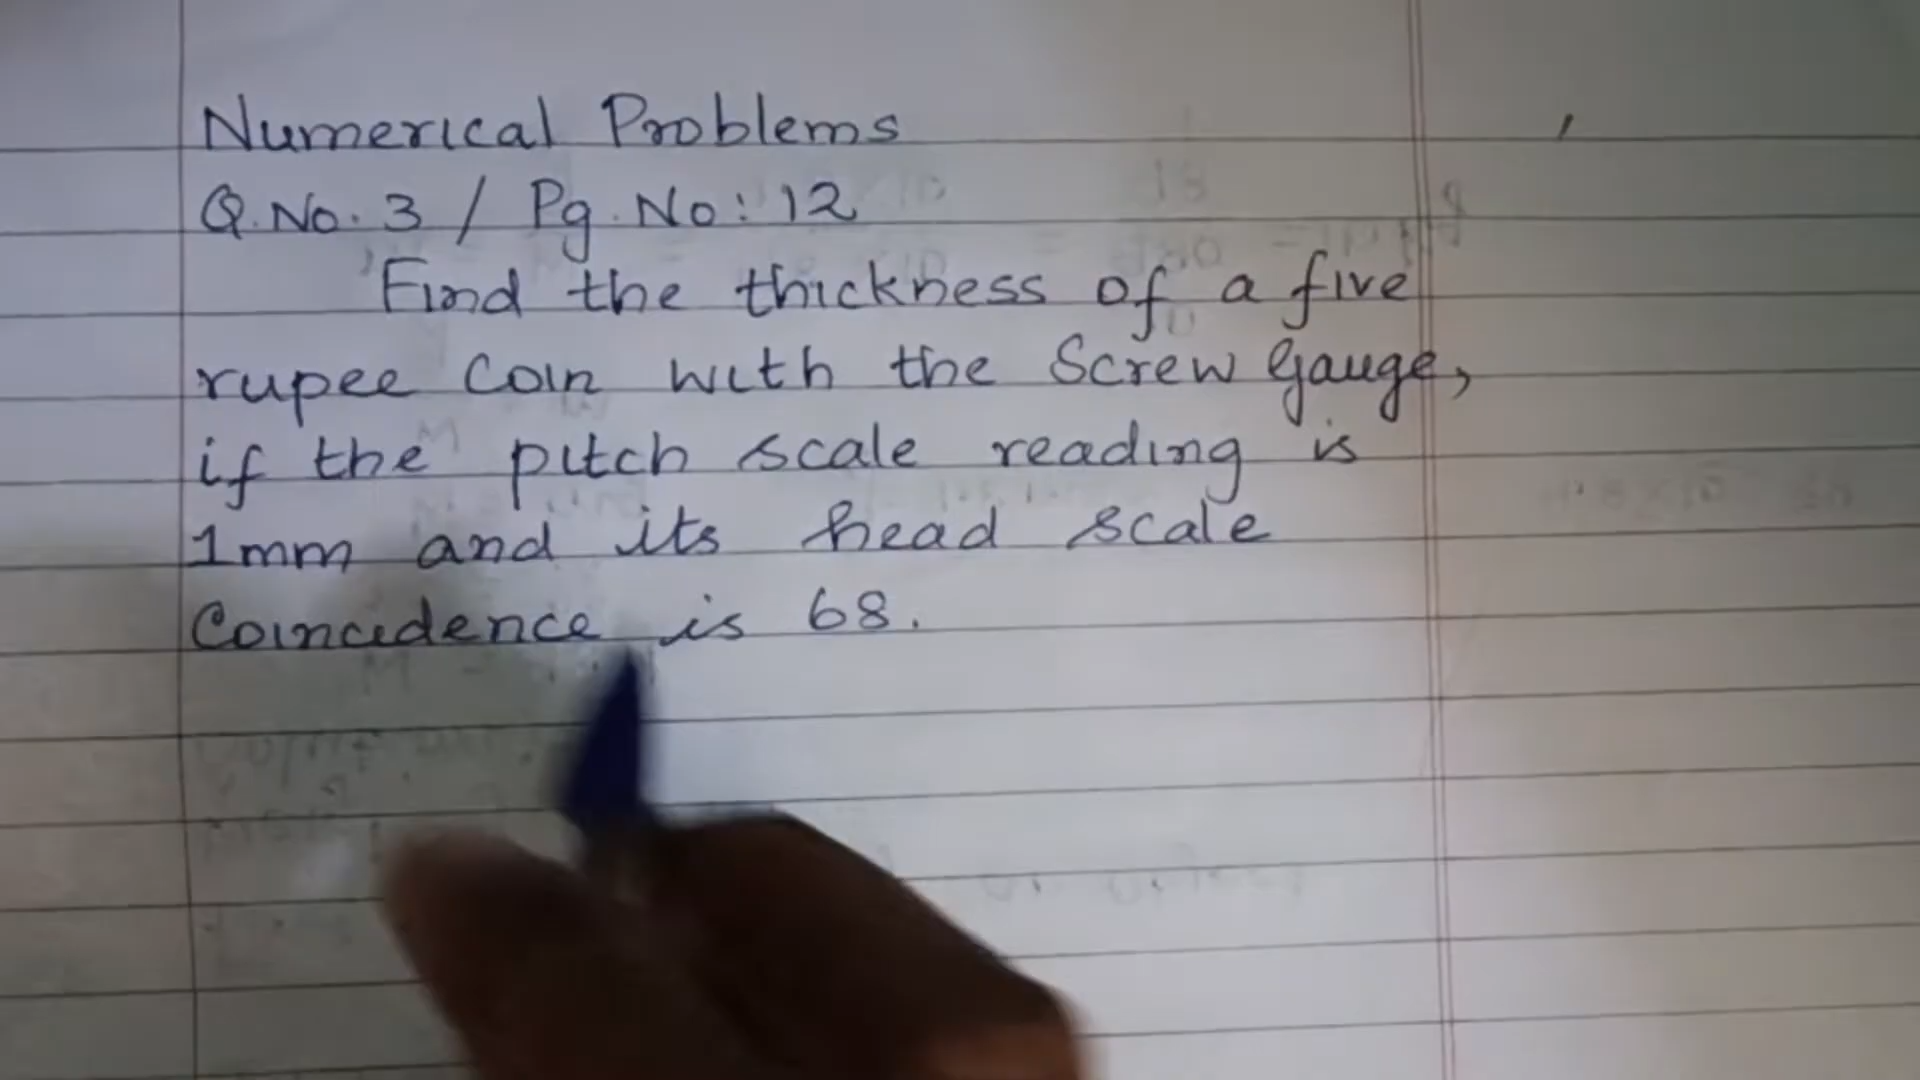 Numerical Problems
Q.No. 3 / Pg. No: 12
Find the thickness of a five
rupee coin with the Screw Gauge,
if the pitch scale reading is
1mm and its head scale
Coincidence is 68.